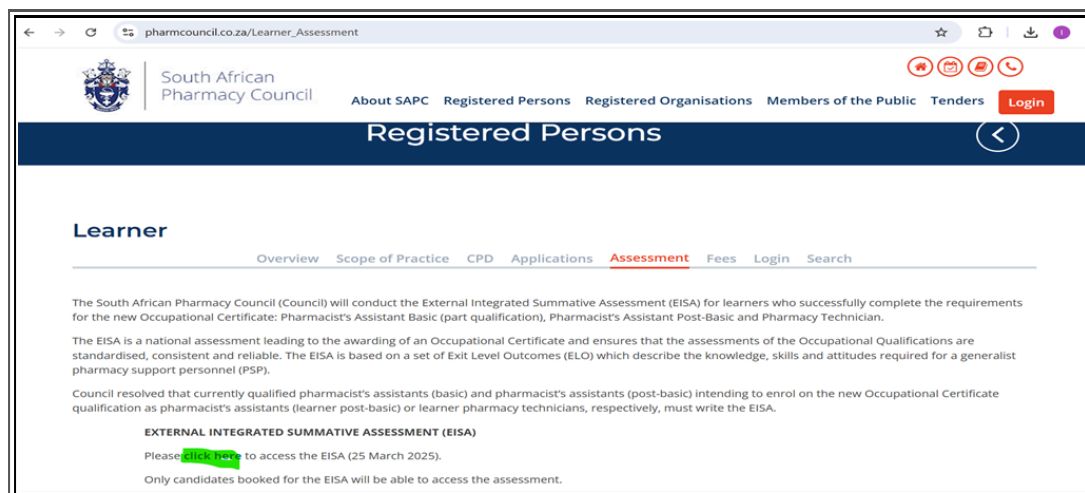 pharmcouncil.co.za/Learner_Assessment
South African
Pharmacy Council
About SAPC Registered Persons Registered Organisations Members of the Public Tenders Login
Registered Persons
Learner
Overview Scope of Practice CPD Applications Assessment Fees Login Search
The South African Pharmacy Council (Council) will conduct the External Integrated Summative Assessment (EISA) for learners who successfully complete the requirements
for the new Occupational Certificate: Pharmacist's Assistant Basic (part qualification), Pharmacist's Assistant Post-Basic and Pharmacy Technician.
The EISA is a national assessment leading to the awarding of an Occupational Certificate and ensures that the assessments of the Occupational Qualifications are
standardised, consistent and reliable. The EISA is based on a set of Exit Level Outcomes (ELO) which describe the knowledge, skills and attitudes required for a generalist
pharmacy support personnel (PSP).
Council resolved that currently qualified pharmacist's assistants (basic) and pharmacist's assistants (post-basic) intending to enrol on the new Occupational Certificate
qualification as pharmacist's assistants (learner post-basic) or learner pharmacy technicians, respectively, must write the EISA.
EXTERNAL INTEGRATED SUMMATIVE ASSESSMENT (EISA)
Please click here to access the EISA (25 March 2025).
Only candidates booked for the EISA will be able to access the assessment.